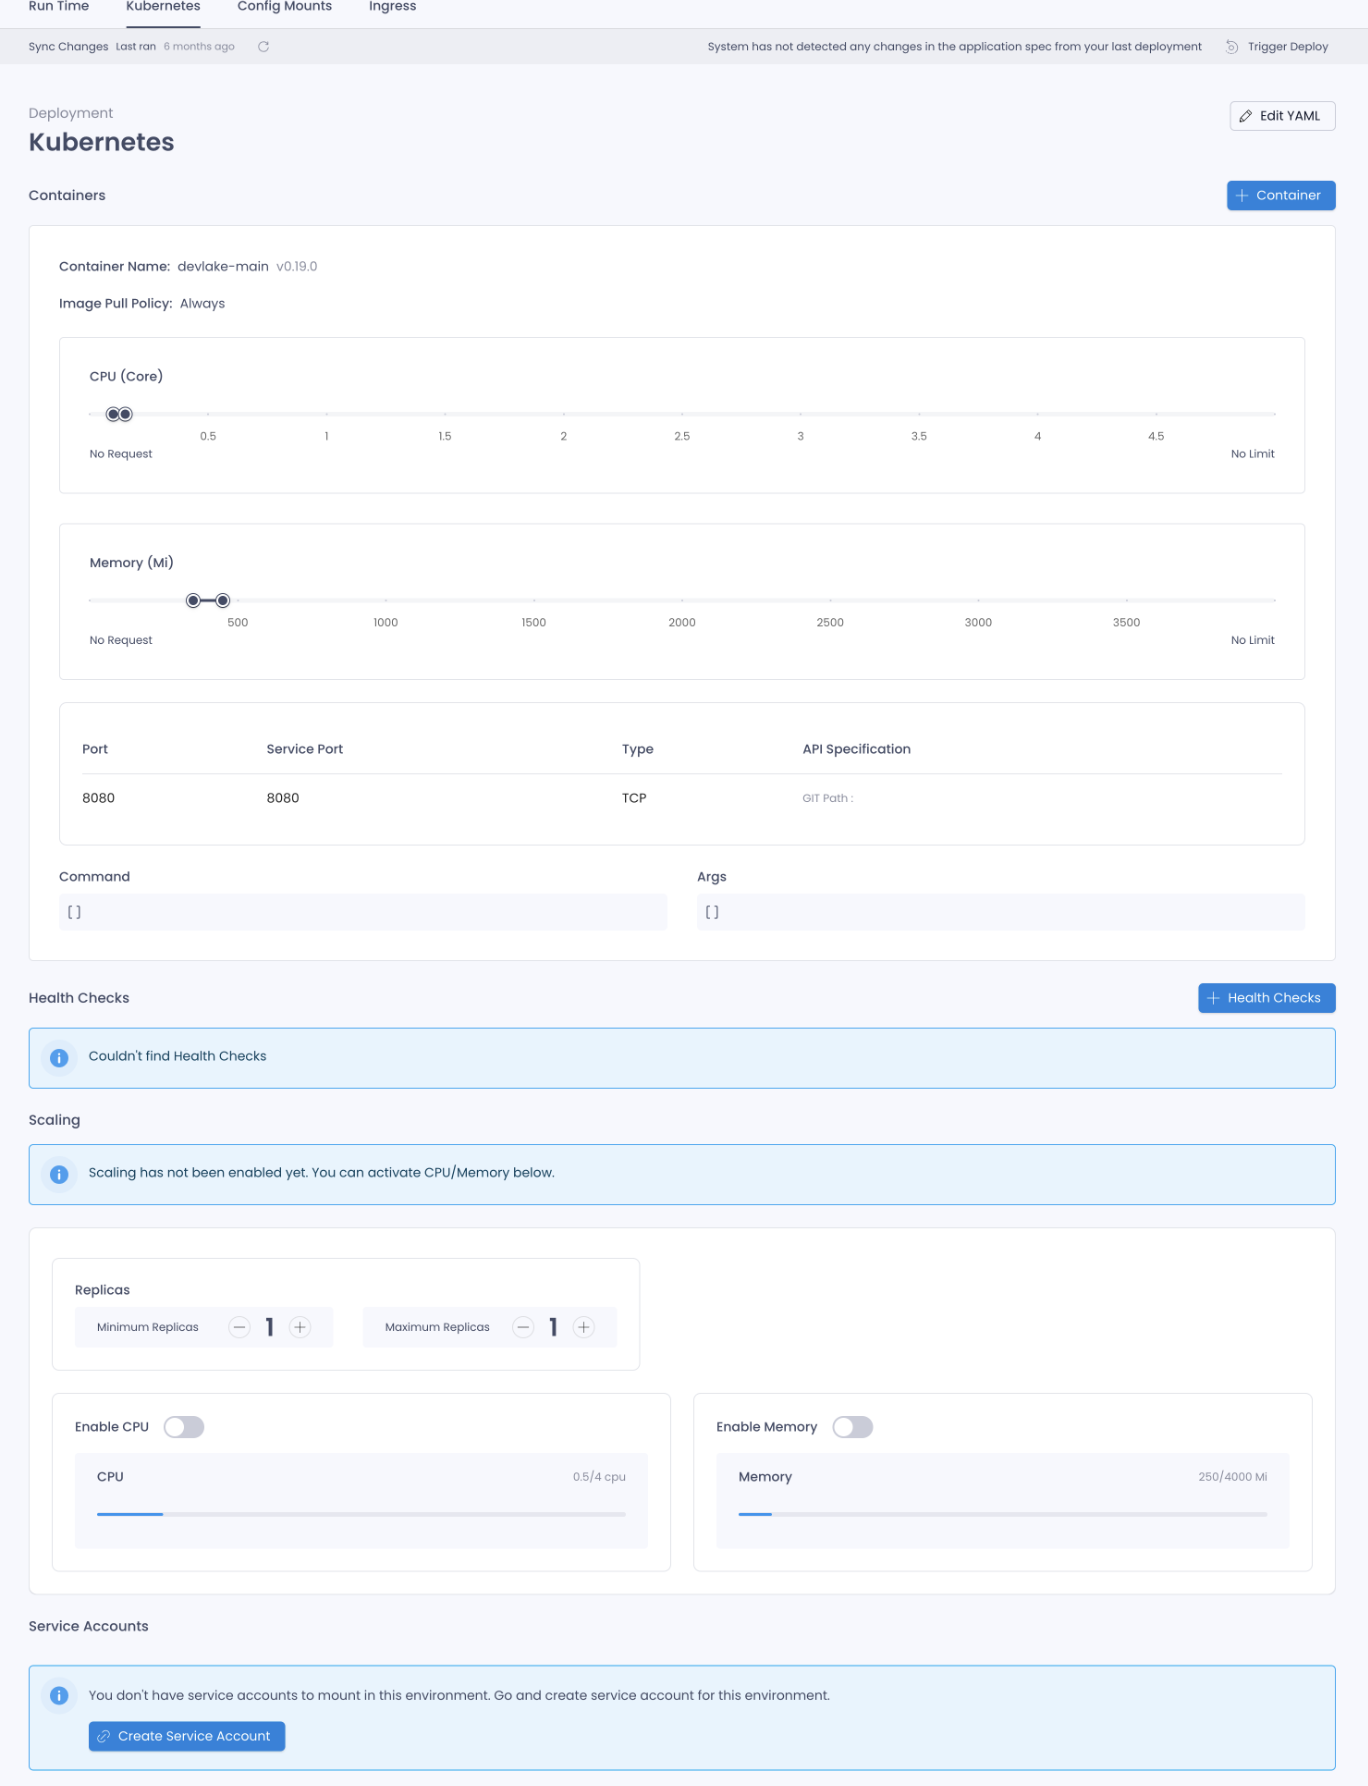 Run Time Kubernetes Config Mounts Ingress
Sync Changes Last ran 6 months ago System has not detected any changes in the application spec from your last deployment Trigger Deploy
Deployment
Kubernetes
Edit YAML
Containers
Container
Container Name: devlake-main v0.19.0
Image Pull Policy: Always
CPU (Core)
0.5 1 1.5 2 2.5 3 3.5 4 4.5
No Request No Limit
Memory (Mi)
500 1000 1500 2000 2500 3000 3500
No Request No Limit
Port Service Port Type API Specification
8080 8080 TCP GIT Path :
Command Args
[ ] [ ]
Health Checks
Health Checks
Couldn't find Health Checks
Scaling
Scaling has not been enabled yet. You can activate CPU/Memory below.
Replicas
Minimum Replicas 1 Maximum Replicas 1
Enable CPU Enable Memory
CPU 0.5/4 cpu Memory 250/4000 Mi
Service Accounts
You don't have service accounts to mount in this environment. Go and create service account for this environment.
Create Service Account